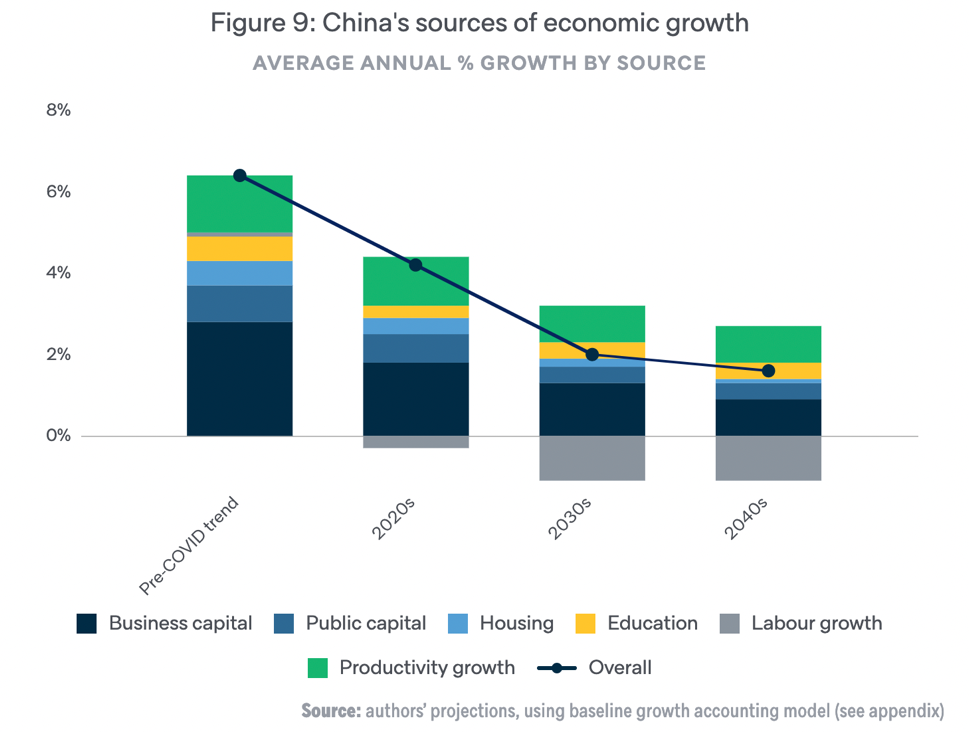 Figure 9: China's sources of economic growth
AVERAGE ANNUAL % GROWTH BY SOURCE
8%
6%
4%
2%
0%
Pre-COVID trend
2020s
2030s
2040s
Business capital
Public capital
Housing
Education
Labour growth
Productivity growth
Overall
Source: authors’ projections, using baseline growth accounting model (see appendix)